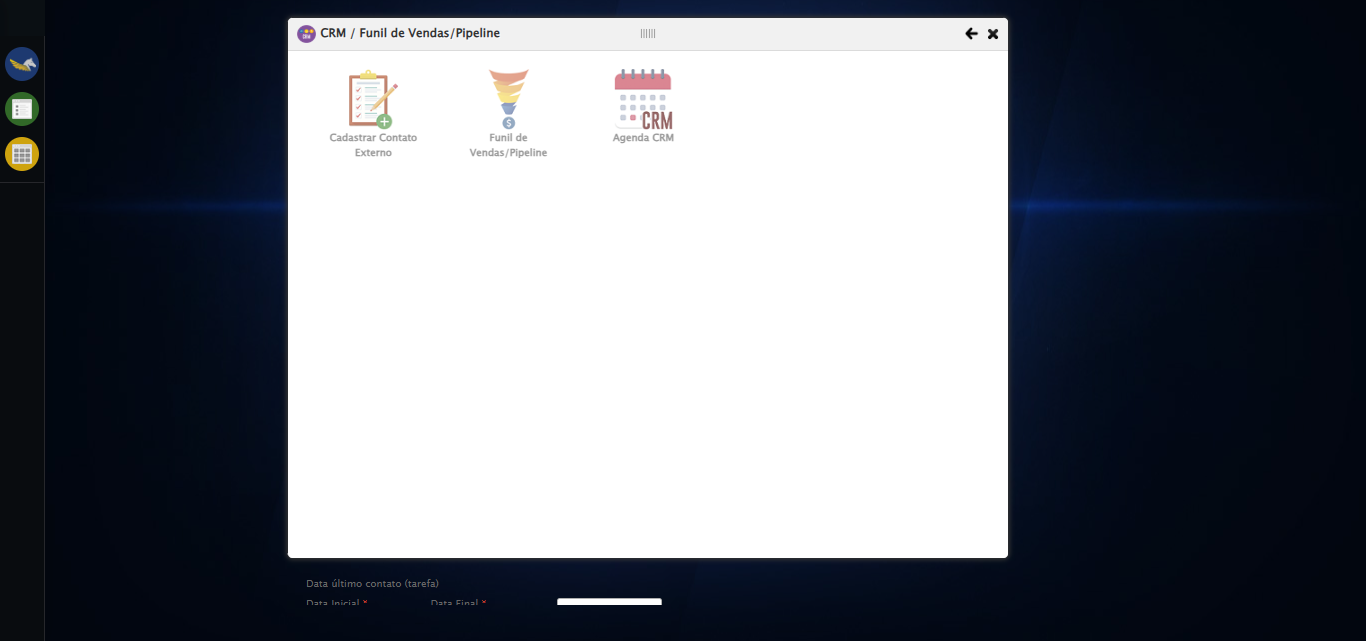 CRM / Funil de Vendas/Pipeline
Cadastrar Contato
Externo
Funil de
Vendas/Pipeline
CRM
Agenda CRM
Data último contato (tarefa)
Data Inicial *
Data Final *